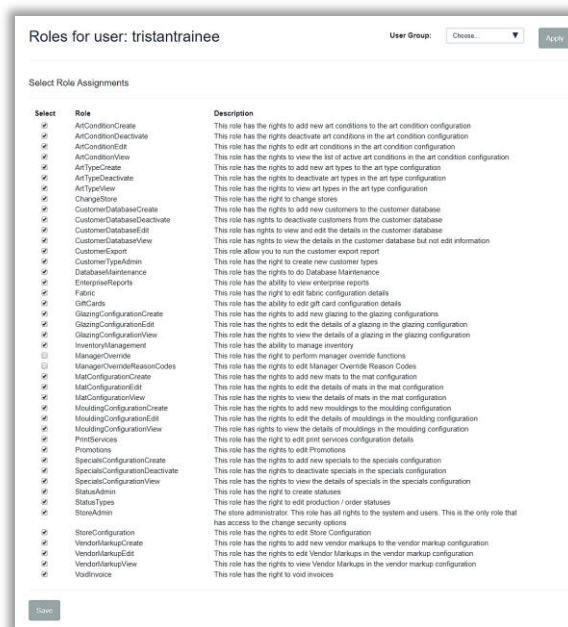 Roles for user: tristantrainee
User Group: Choose... Apply
Select Role Assignments
Select Role Description
ArtConditionCreate This role has the rights to add new art conditions to the art condition configuration
ArtConditionDeactivate This role has the rights deactivate art conditions in the art condition configuration
ArtConditionEdit This role has the rights to edit art conditions in the art condition configuration
ArtConditionView This role has the rights to view the list of active art conditions in the art condition configuration
ArtTypeCreate This role has the rights to add new art types to the art type configuration
ArtTypeDeactivate This role has the rights to deactivate art types in the art type configuration
ArtTypeView This role has the rights to view art types in the art type configuration
ChangeStore This role has the right to change stores
CustomerDatabaseCreate This role has the rights to add new customers to the customer database
CustomerDatabaseDeactivate This role has rights to deactivate customers from the customer database
CustomerDatabaseEdit This role has rights to view and edit the details in the customer database
CustomerDatabaseView This role has rights to view the details in the customer database but not edit information
CustomerExport This role allow you to run the customer export report
CustomerTypeAdmin This role has the right to create new customer types
DatabaseMaintenance This role has the rights to do Database Maintenance
EnterpriseReports This role has the ability to view enterprise reports
Fabric This role has the right to edit fabric configuration details
GiftCards This role has the ability to edit gift card configuration details
GlazingConfigurationCreate This role has the rights to add new glazing to the glazing configurations
GlazingConfigurationEdit This role has the rights to edit the details of a glazing in the glazing configuration
GlazingConfigurationView This role has the rights to view the details of a glazing in the glazing configuration
InventoryManagement This role has the ability to manage inventory
ManagerOverride This role has the right to perform manager override functions
ManagerOverrideReasonCodes This role has the rights to edit Manager Override Reason Codes
MatConfigurationCreate This role has the rights to add new mats to the mat configuration
MatConfigurationEdit This role has the rights to edit the details of mats in the mat configuration
MatConfigurationView This role has the rights to view the details of mats in the mat configuration
MouldingConfigurationCreate This role has the rights to add new mouldings to the moulding configuration
MouldingConfigurationEdit This role has the rights to edit the details of mouldings in the moulding configuration
MouldingConfigurationView This role has rights to view the details of mouldings in the moulding configuration
PrintServices This role has the right to edit print services configuration details
Promotions This role has the rights to edit Promotions
SpecialsConfigurationCreate This role has the rights to add new specials to the specials configuration
SpecialsConfigurationDeactivate This role has the rights to deactivate specials in the specials configuration
SpecialsConfigurationView This role has the rights to view the details of specials in the specials configuration
StatusAdmin This role has the right to create statuses
StatusTypes This role has the right to edit production / order statuses
StoreAdmin The store administrator. This role has all rights to the system and users. This is the only role that
has access to the change security options
StoreConfiguration This role has the rights to edit Store Configuration
VendorMarkupCreate This role has the rights to add new vendor markups to the vendor markup configuration
VendorMarkupEdit This role has the rights to edit Vendor Markups in the vendor markup configuration
VendorMarkupView This role has the rights to view Vendor Markups in the vendor markup configuration
VoidInvoice This role has the right to void invoices
Save